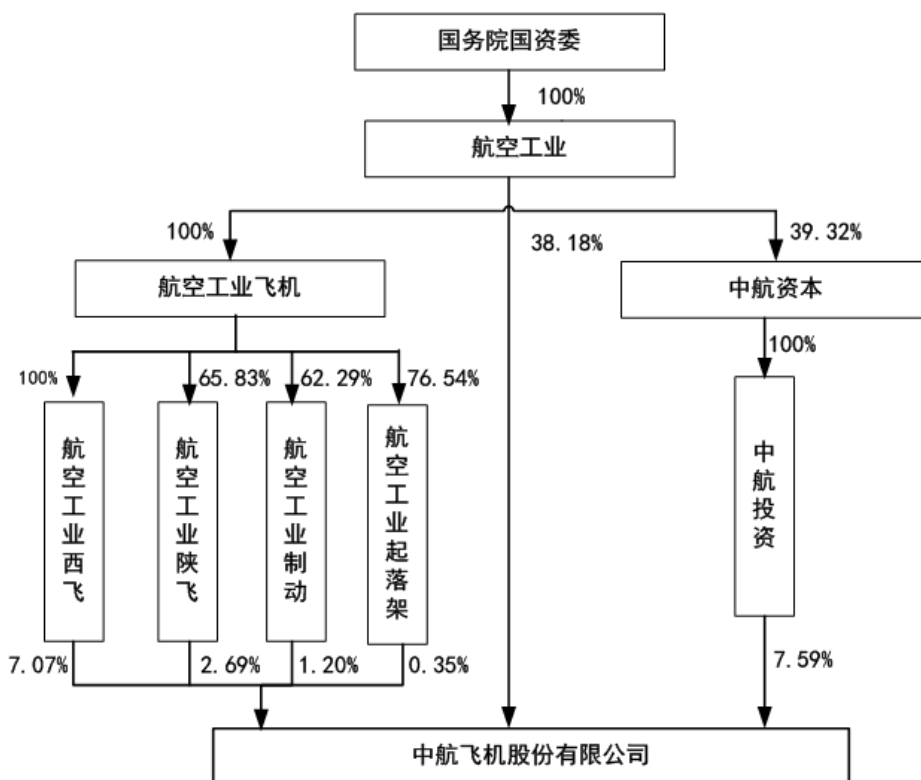 国务院国资委
100%
航空工业
100%
38.18%
39.32%
航空工业飞机
中航资本
100%
65.83%
62.29%
76.54%
100%
航空工业西飞
航空工业陕飞
航空工业制动
航空工业起落架
中航投资
7.07%
2.69%
1.20%
0.35%
7.59%
中航飞机股份有限公司